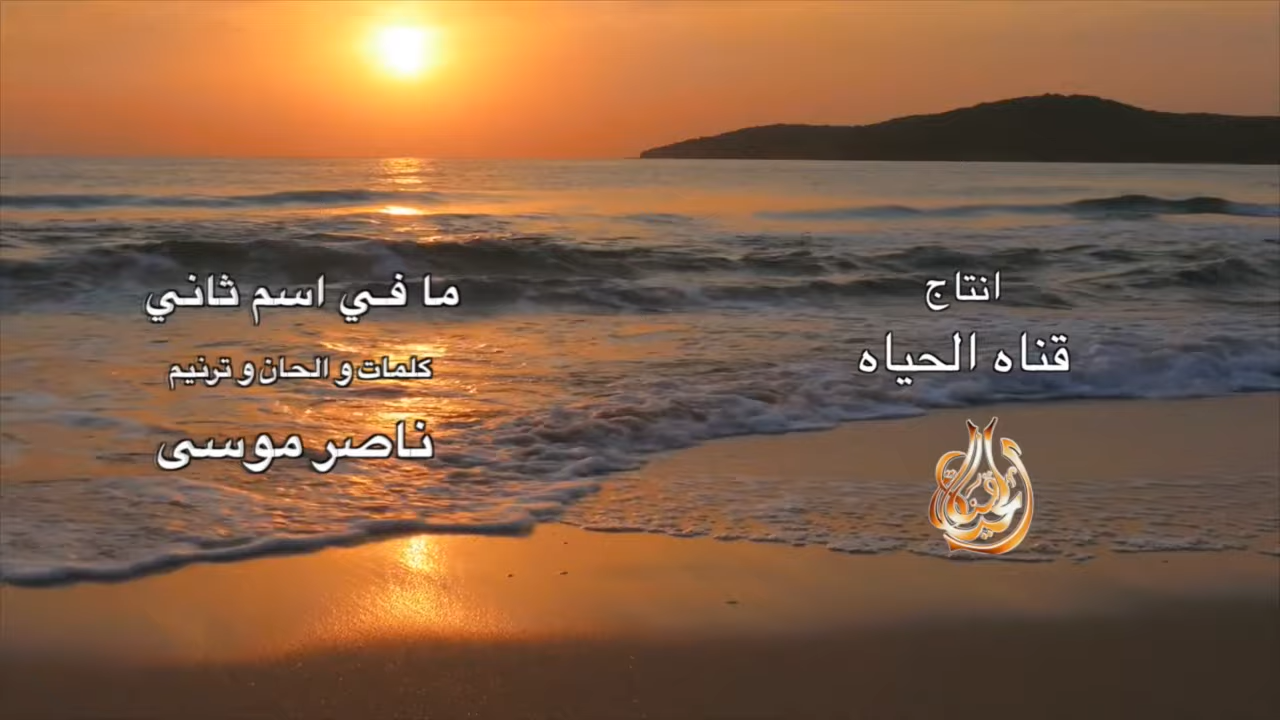 انتاج
قناه الحياه
ما في اسم ثاني
كلمات و الحان و ترنيم
ناصر موسى